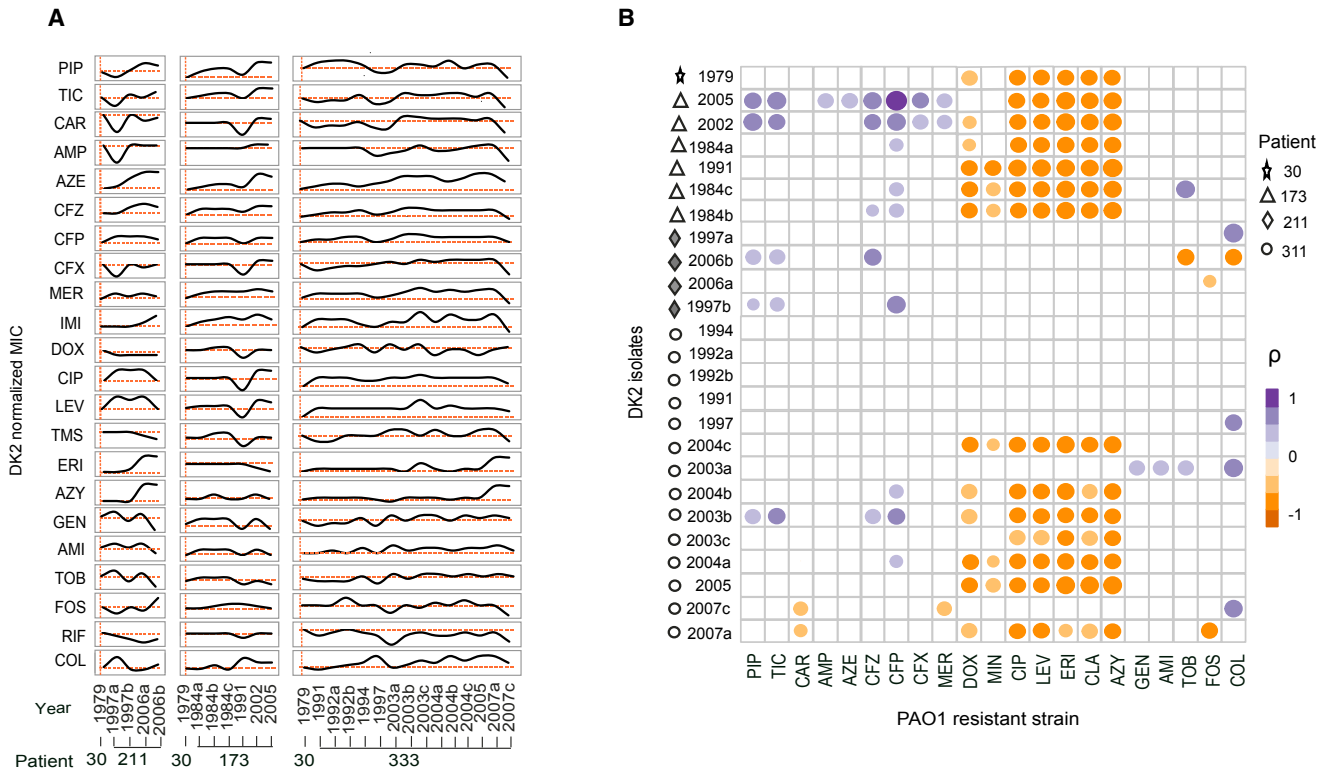 A
B
DK2 normalized MIC
PIP
TIC
CAR
AMP
AZE
CFZ
CFP
CFX
MER
IMI
DOX
CIP
LEV
TMS
ERI
AZY
GEN
AMI
TOB
FOS
RIF
COL
Year
1979 1997a 1997b 2006a 2006b
1979 1984a 1984b 1984c 1991 2002 2005
1979 1991 1992a 1992b 1994 1997 2003a 2003b 2003c 2004a 2004b 2004c 2005 2007a 2007c
Patient 30 211 30 173 30 333
DK2 isolates
1979
2005
2002
1984a
1991
1984c
1984b
1997a
2006b
2006a
1997b
1994
1992a
1992b
1991
1997
2004c
2003a
2004b
2003b
2003c
2004a
2005
2007c
2007a
PIP TIC CAR AMP AZE CFZ CFP CFX MER DOX MIN CIP LEV ERI CLA AZY GEN AMI TOB FOS COL
PAO1 resistant strain
Patient
30
173
211
311
ρ
1
0
-1